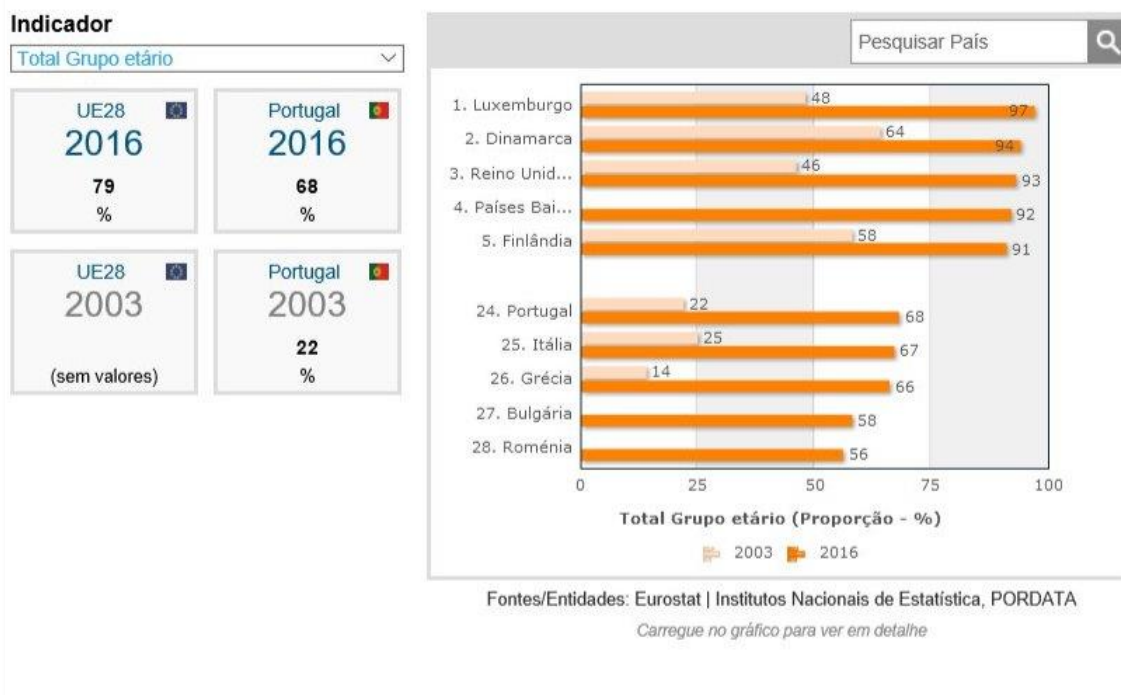 Indicador
Total Grupo etário
UE28
2016
79
%
Portugal
2016
68
%
UE28
2003
(sem valores)
Portugal
2003
22
%
Pesquisar País
1. Luxemburgo
48
97
2. Dinamarca
64
94
3. Reino Unid...
46
93
4. Países Bai...
92
5. Finlândia
58
91
24. Portugal
22
68
25. Itália
25
67
26. Grécia
14
66
27. Bulgária
58
28. Roménia
56
0 25 50 75 100
Total Grupo etário (Proporção - %)
2003 2016
Fontes/Entidades: Eurostat | Institutos Nacionais de Estatística, PORDATA
Carregue no gráfico para ver em detalhe